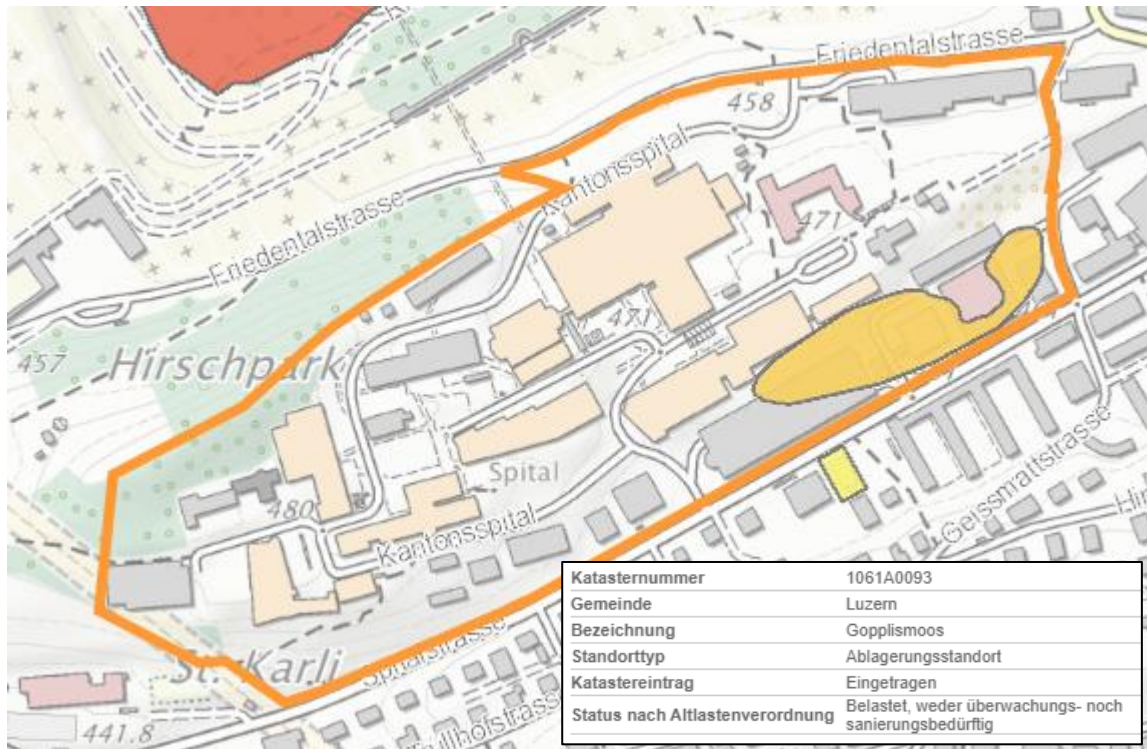 Friedentalstrasse
458
Kantonsspital
471
Friedentalstrasse
471
457
Hirschpark
Spital
480
Kantonsspital
Geissmattstrasse
Spitalstrasse
St. Karli
441.8
Katasternummer 1061A0093
Gemeinde Luzern
Bezeichnung Gopplismoos
Standorttyp Ablagerungsstandort
Katastereintrag Eingetragen
Status nach Altlastenverordnung Belastet, weder überwachungs- noch
sanierungsbedürftig